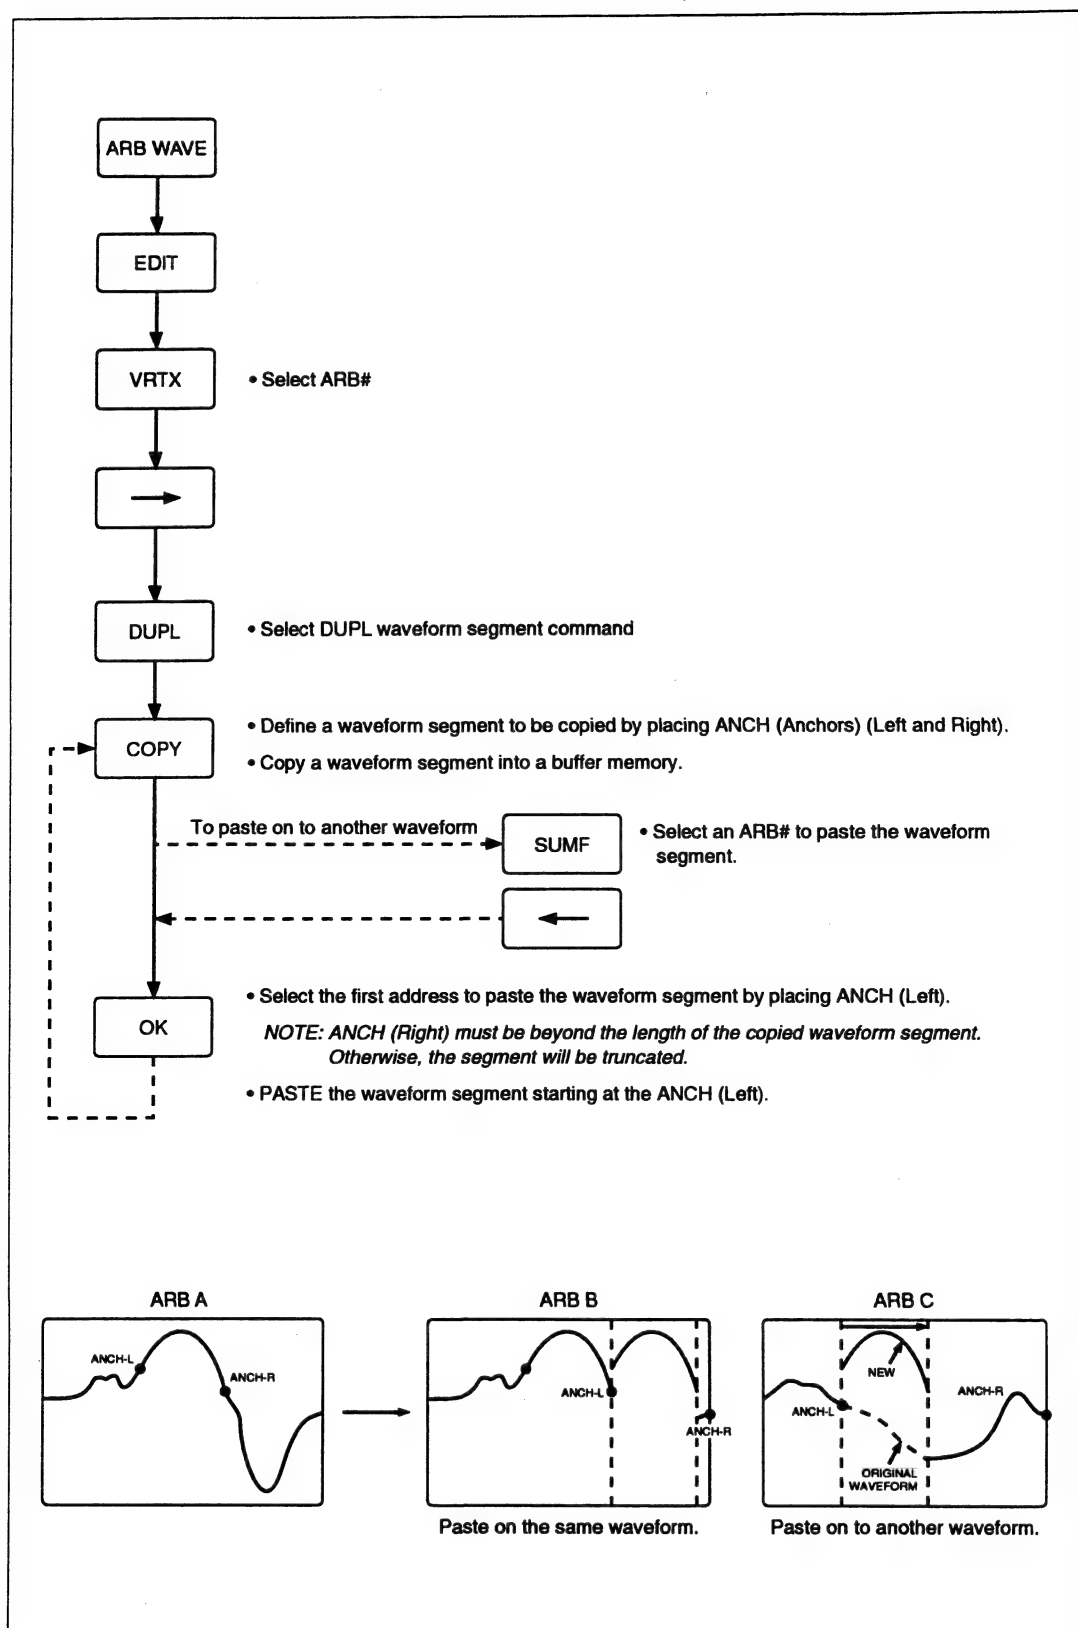 ARB WAVE
EDIT
VRTX
• Select ARB#
DUPL
• Select DUPL waveform segment command
COPY
• Define a waveform segment to be copied by placing ANCH (Anchors) (Left and Right).
• Copy a waveform segment into a buffer memory.
To paste on to another waveform
SUMF
• Select an ARB# to paste the waveform
segment.
OK
• Select the first address to paste the waveform segment by placing ANCH (Left).
NOTE: ANCH (Right) must be beyond the length of the copied waveform segment.
Otherwise, the segment will be truncated.
• PASTE the waveform segment starting at the ANCH (Left).
ARB A
ANCH-L
ANCH-R
ARB B
ANCH-L
ANCH-R
Paste on the same waveform.
ARB C
NEW
ANCH-L
ANCH-R
ORIGINAL
WAVEFORM
Paste on to another waveform.